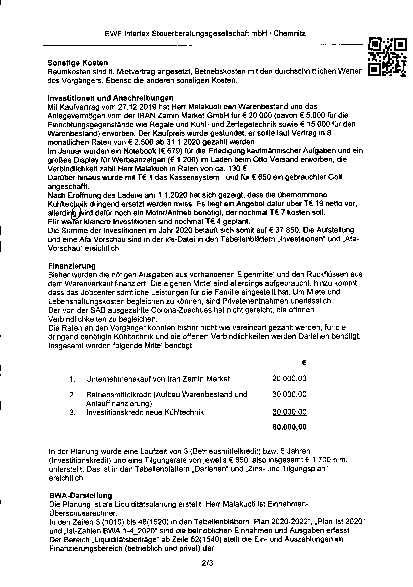 EWF Intertax Steuerberatungsgesellschaft mbH · Chemnitz
Sonstige Kosten
Raumkosten sind lt. Mietvertrag angesetzt, Betriebskosten mit den durchschnittlichen Werten
des Vorgängers. Ebenso die anderen sonstigen Kosten.
Investitionen und Anschreibungen
Mit Kaufvertrag vom 27.12.2019 hat Herr Malakouti den Warenbestand und das
Anlagevermögen vom der IRAN Zamin Market GmbH für € 20.000 (davon € 5.000 für die
Einrichtungsgegenstände wie Regale und Kühl- und Zerlegetechnik sowie € 15.000 für den
Warenbestand) erworben. Der Kaufpreis wurde gestundet, er sollte laut Vertrag in 8
monatlichen Raten von € 2.500 ab 31.1.2020 gezahlt werden.
Im Januar wurden ein Notebook (€ 679) für die Erledigung kaufmännischer Aufgaben und ein
großes Display für Werbeanzeigen (€ 1.200) im Laden beim Otto Versand erworben, die
Verbindlichkeit zahlt Herr Malakouti in Raten von ca. 130 €.
Darüber hinaus wurde mit T€ 1 das Kassensystem und für € 650 ein gebrauchter Golf
angeschafft.
Nach Eröffnung des Ladens am 1.1.2020 hat sich gezeigt, dass die übernommene
Kühltechnik dringend ersetzt werden muss. Es liegt ein Angebot dafür über T€ 19 netto vor,
allerdings wird dafür noch ein Motor/Antrieb benötigt, der nochmal T€ 7 kosten soll.
Für weitere kleinere Investitionen sind nochmal T€ 4 geplant.
Die Summe der Investitionen im Jahr 2020 beläuft sich somit auf € 37.850. Die Aufstellung
und eine Afa Vorschau sind in der xls-Datei in den Tabellenblättern „Investitionen" und „Afa-
Vorschau" ersichtlich.
Finanzierung
Bisher wurden die nötigen Ausgaben aus vorhandenen Eigenmittel und den Rückflüssen aus
dem Warenverkauf finanziert. Die eigenen Mittel sind allerdings aufgebraucht, hinzu kommt
dass das Jobcenter sämtliche Leistungen für die Familie eingestellt hat. Um Miete und
Lebenshaltungskosten begleichen zu können, sind Privatentnahmen unerlässlich.
Der von der SAB ausgezahlte Corona-Zuschuss hat nicht gereicht, die offenen
Verbindlichkeiten zu begleichen.
Die Raten an den Vorgänger konnten bisher nicht wie vereinbart gezahlt werden, für die
dringend benötigte Kühltechnik und die offenen Verbindlichkeiten werden Darlehen benötigt.
Insgesamt wurden folgende Mittel benötigt
€
1. Unternehmenskauf von Iran Zamin Market 20.000,00
2. Betriebsmittelkredit (Aufbau Warenbestand und 30.000,00
Anlauffinanzierung)
3. Investitionskredit neue Kühltechnik 30.000,00
80.000,00
In der Planung wurde eine Laufzeit von 3 (Betriebsmittelkredit) bzw. 5 Jahren
(Investitionskredit) und eine Tilgungsrate von jeweils € 850, also insgesamt € 1.700 p.m.
unterstellt. Das ist in den Tabellenblättern „Darlehen" und „Zins- und Tilgungsplan"
ersichtlich.
BWA-Darstellung
Die Planung ist als Liquiditätsplanung erstellt. Herr Malakouti ist Einnahmen-
Überschussrechner.
In den Zeilen 3 (1015) bis 48(1520) in den Tabellenblättern „Plan 2020-2022", „Plan Ist 2020"
und „Ist-Zahlen BWA 1-4_2020" sind die betrieblichen Einnahmen und Ausgaben erfasst.
Der Bereich „Liquiditätsbeträge" ab Zeile 52(1540) stellt die Ein- und Auszahlungen im
Finanzierungsbereich (betrieblich und privat) dar.
2/3